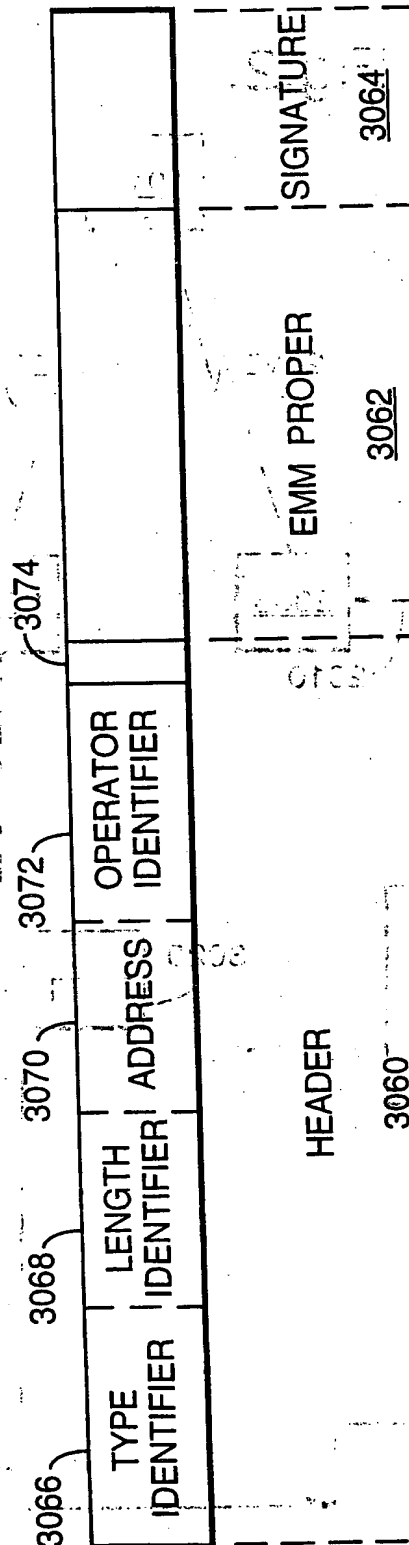 3066
3068
3070
3072
3074
TYPE
IDENTIFIER
LENGTH
IDENTIFIER
ADDRESS
OPERATOR
IDENTIFIER
HEADER
3060
EMM PROPER
3062
SIGNATURE
3064